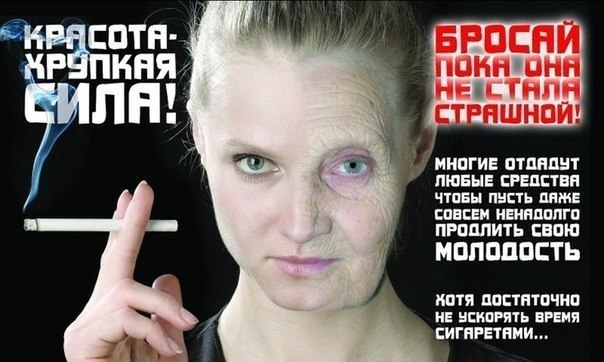 КРАСОТА-
ХРУПКАЯ
СИЛА!
БРОСАЙ
ПОКА ОНА
НЕ СТАЛА
СТРАШНОЙ!
МНОГИЕ ОТДАДУТ
ЛЮБЫЕ СРЕДСТВА
ЧТОБЫ ПУСТЬ ДАЖЕ
СОВСЕМ НЕНАДОЛГО
ПРОДЛИТЬ СВОЮ
МОЛОДОСТЬ
ХОТЯ ДОСТАТОЧНО
НЕ УСКОРЯТЬ ВРЕМЯ
СИГАРЕТАМИ...